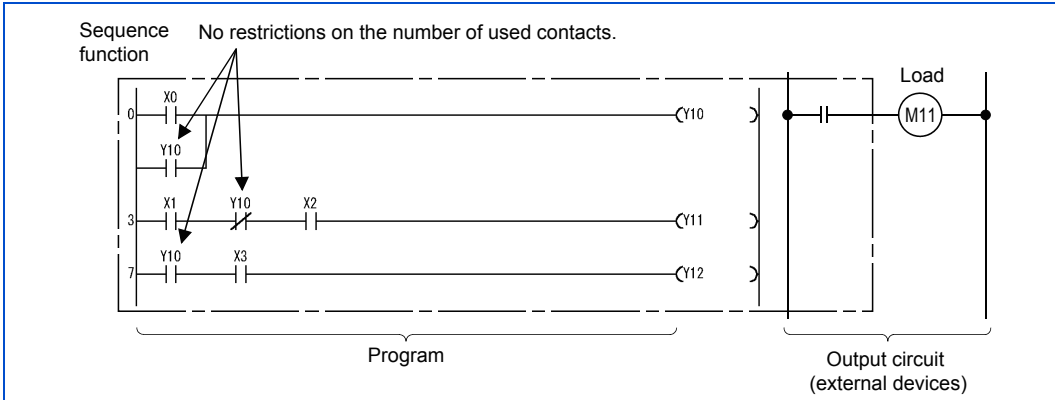 Sequence function
No restrictions on the number of used contacts.
Load
0 X0 Y10
M11
Y10
3 X1 Y10 X2 Y11
7 Y10 X3 Y12
Program
Output circuit
(external devices)